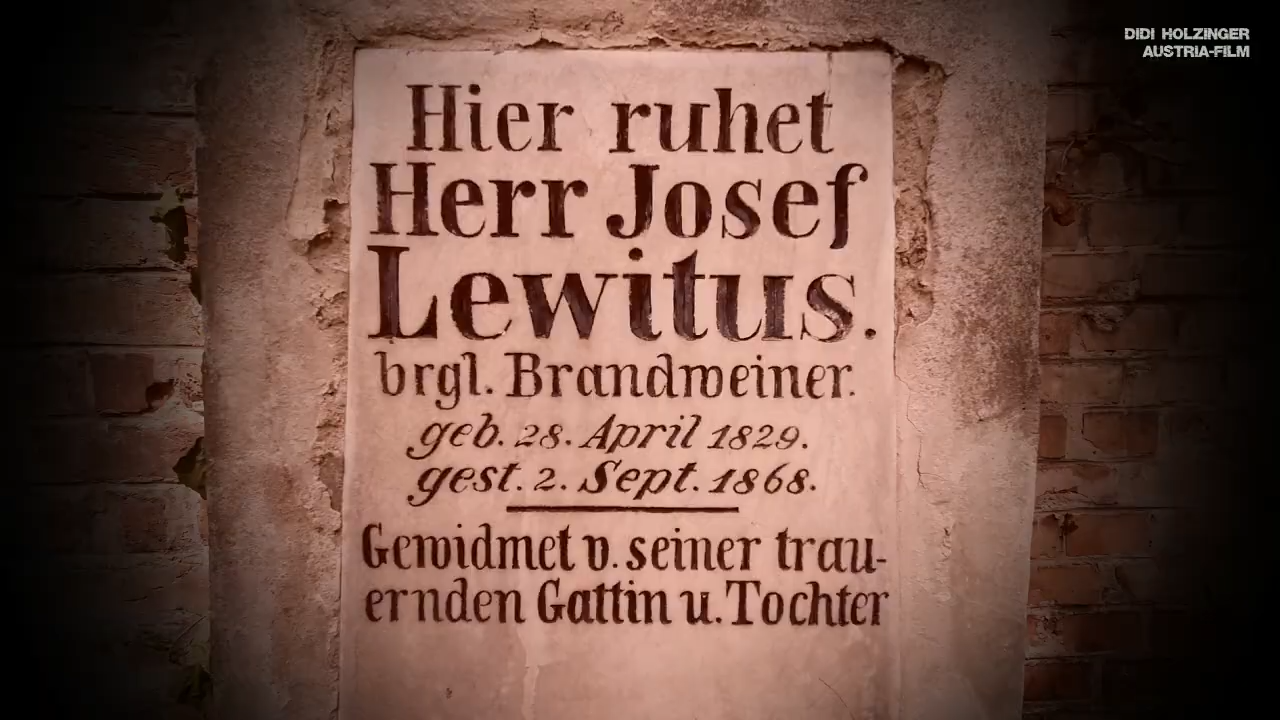 DIDI HOLZINGER
AUSTRIA-FILM
Hier ruhet
Herr Josef
Lewitus.
brgl. Brandweiner.
geb. 28. April 1829.
gest. 2. Sept. 1868.
Gewidmet v. seiner trau-
ernden Gattin u. Tochter